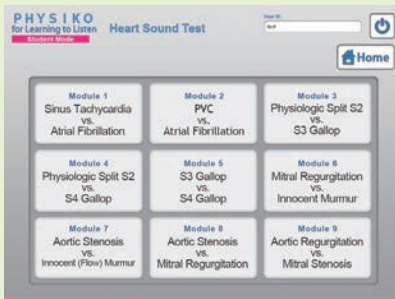 PHYSIKO
for Learning to Listen
Student Mode
Heart Sound Test
User ID:
Home
Module 1
Sinus Tachycardia
vs.
Atrial Fibrillation
Module 2
PVC
vs.
Atrial Fibrillation
Module 3
Physiologic Split S2
vs.
S3 Gallop
Module 4
Physiologic Split S2
vs.
S4 Gallop
Module 5
S3 Gallop
vs.
S4 Gallop
Module 6
Mitral Regurgitation
vs.
Innocent Murmur
Module 7
Aortic Stenosis
vs.
Innocent (Flow) Murmur
Module 8
Aortic Stenosis
vs.
Mitral Regurgitation
Module 9
Aortic Regurgitation
vs.
Mitral Stenosis